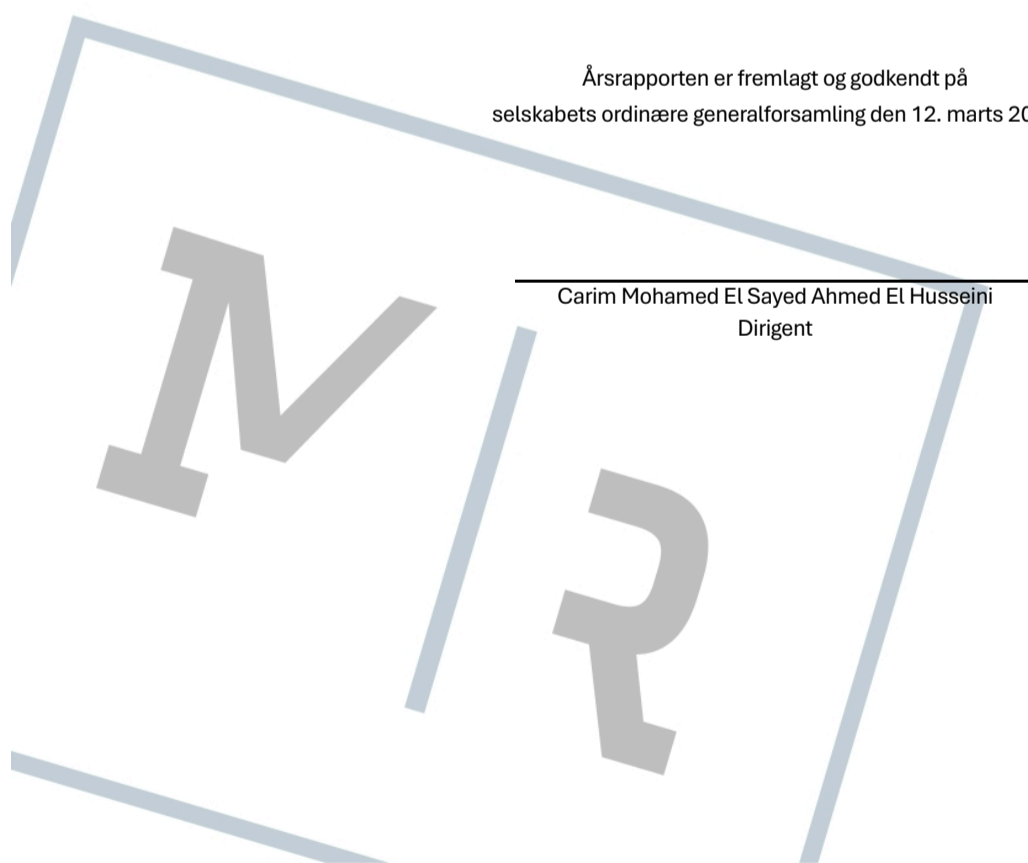 Årsrapporten er fremlagt og godkendt på
selskabets ordinære generalforsamling den 12. marts
Carim Mohamed El Sayed Ahmed El Husseini
Dirigent